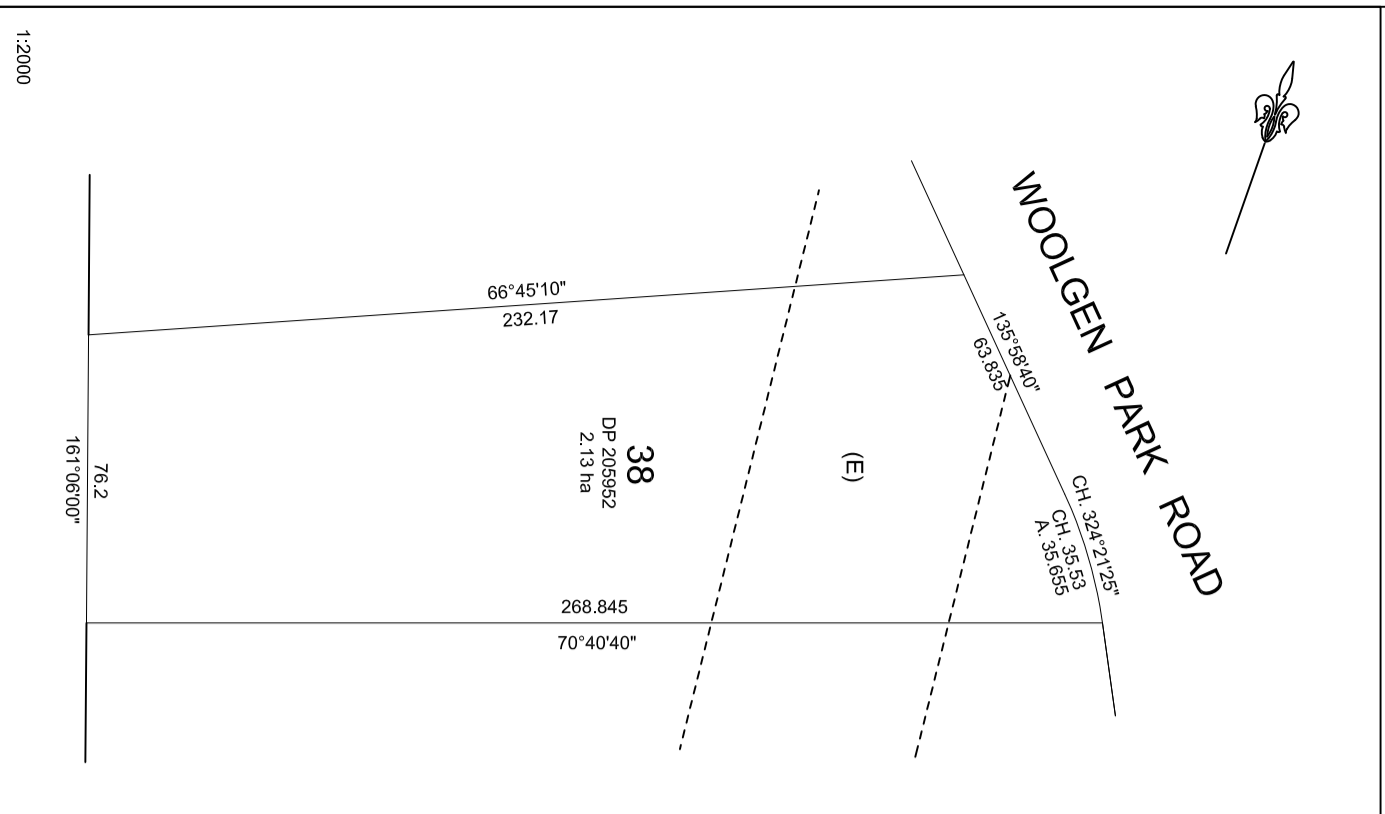 1:2000
WOOLGEN PARK ROAD
66°45'10"
232.17
135°58'40"
63.835
CH. 324°21'25"
CH. 35.53
A. 35.655
38
DP 205952
2.13 ha
(E)
76.2
161°06'00"
268.845
70°40'40"